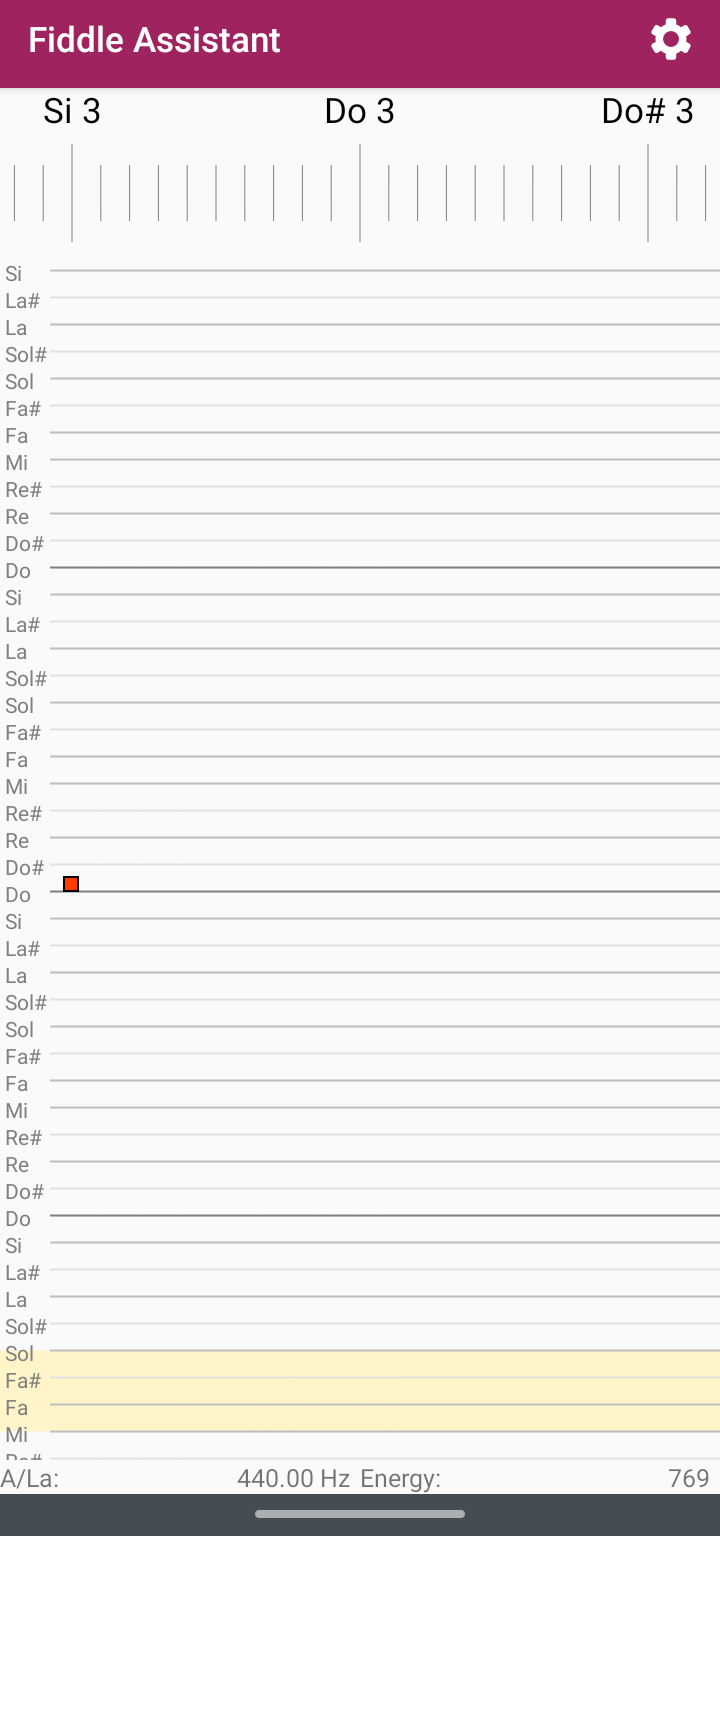 Fiddle Assistant
Si 3 Do 3 Do# 3
Si
La#
La
Sol#
Sol
Fa#
Fa
Mi
Re#
Re
Do#
Do
Si
La#
La
Sol#
Sol
Fa#
Fa
Mi
Re#
Re
Do#
Do
Si
La#
La
Sol#
Sol
Fa#
Fa
Mi
Re#
Re
Do#
Do
Si
La#
La
Sol#
Sol
Fa#
Fa
Mi
Re#
A/La: 440.00 Hz Energy: 769